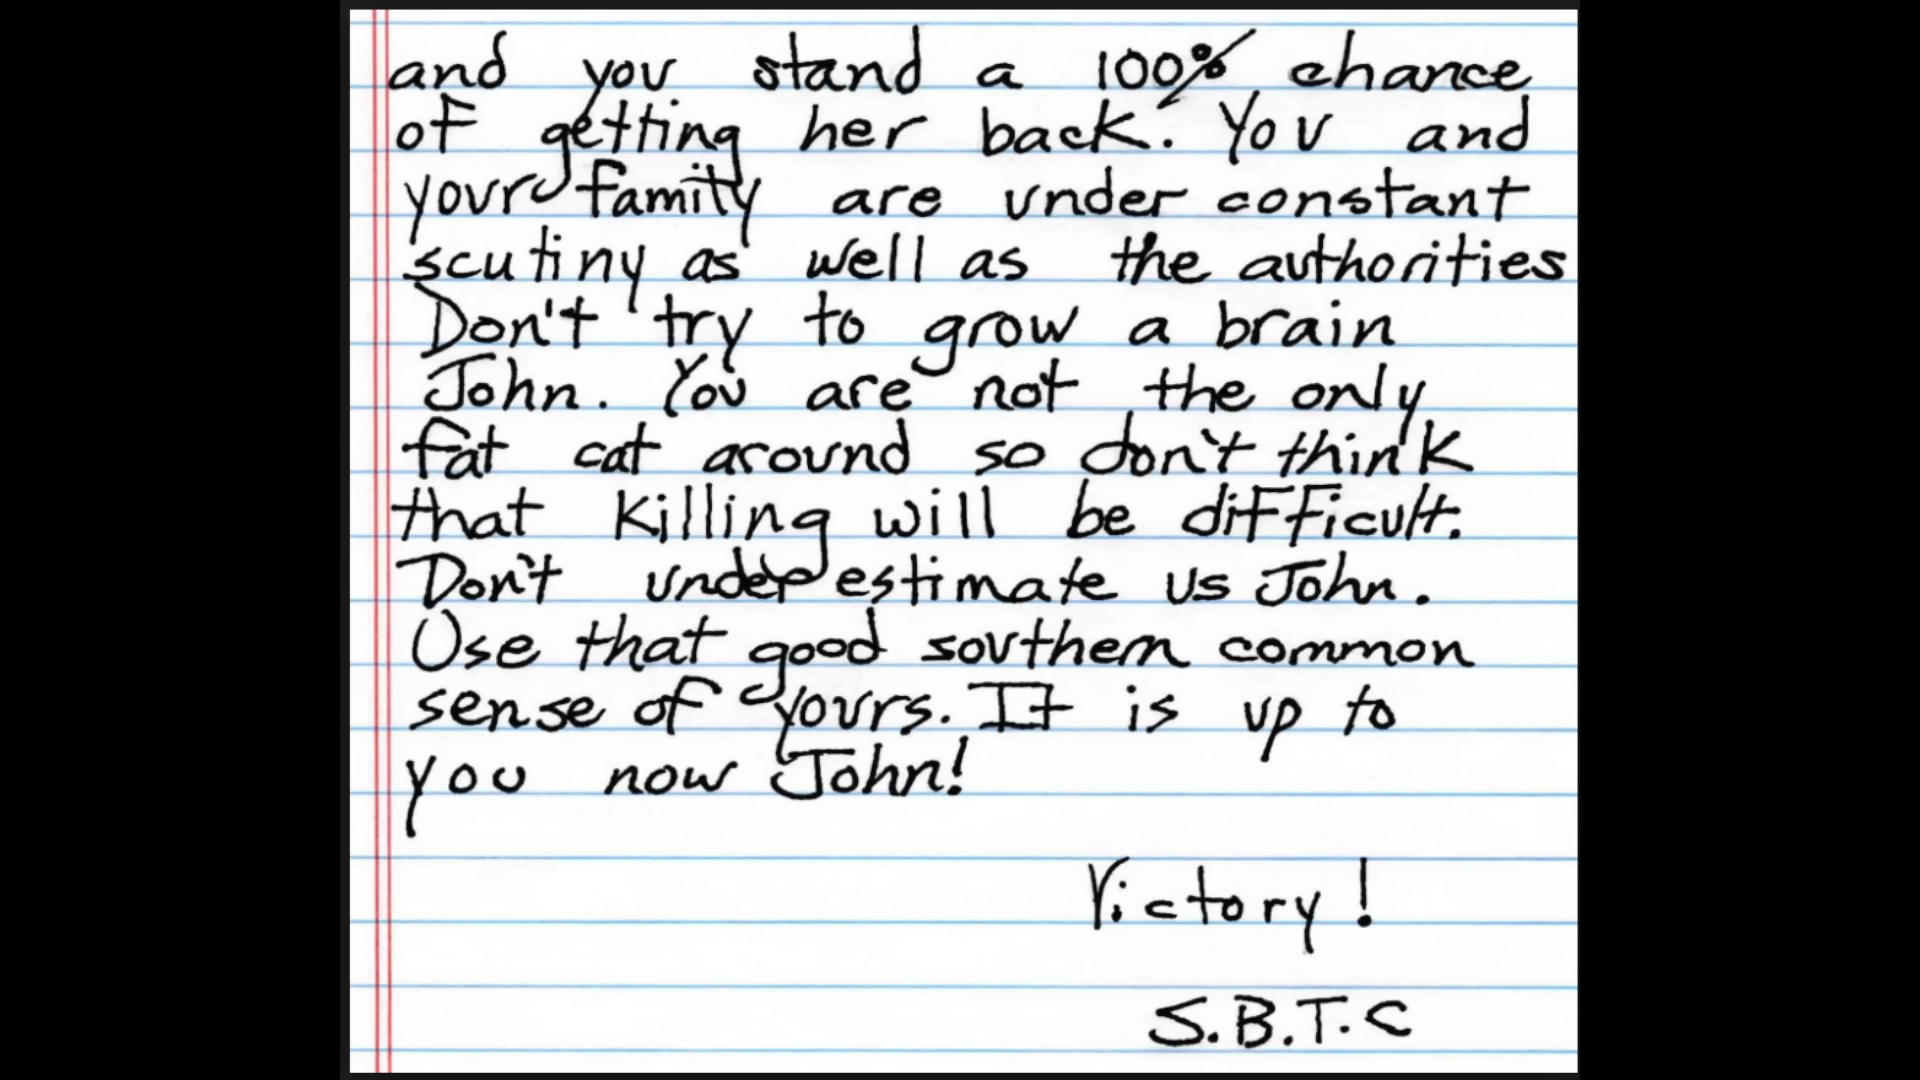 and you stand a 100% chance
of getting her back. You and
your family are under constant
scutiny as well as the authorities
Don't try to grow a brain
John. You are not the only
fat cat around so don't think
that killing will be difficult.
Don't underestimate us John.
Use that good southern common
sense of yours. It is up to
you now John!
Victory!
S.B.T.C